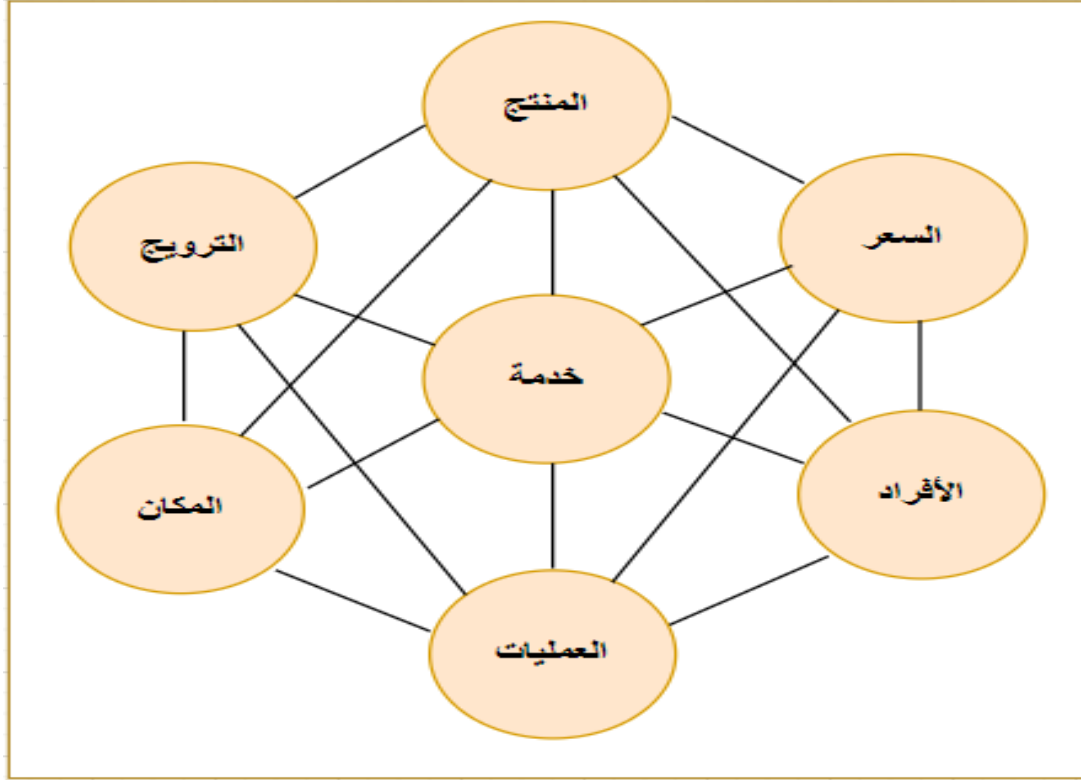 المنتج
السعر
الترويج
خدمة
الأفراد
المكان
العمليات